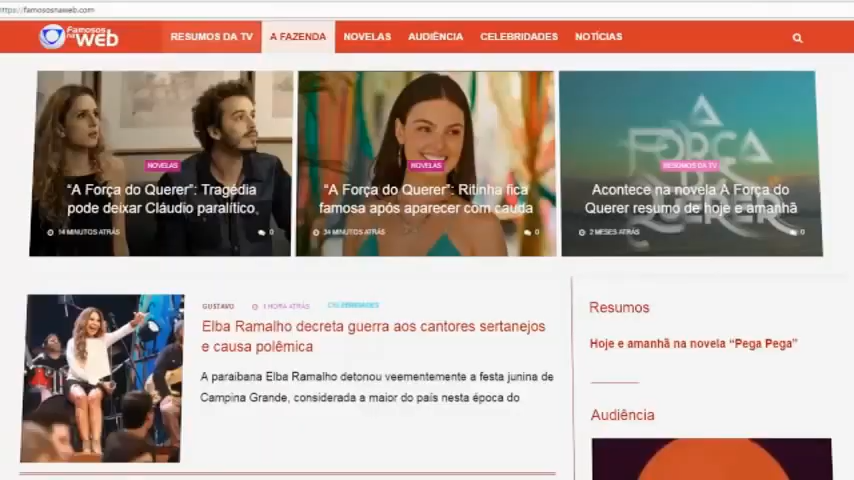 https://famososnaweb.com
Famosos
na WEB
RESUMOS DA TV
A FAZENDA
NOVELAS
AUDIÊNCIA
CELEBRIDADES
NOTÍCIAS
NOVELAS
“A Força do Querer”: Tragédia
pode deixar Cláudio paralítico
14 MINUTOS ATRÁS
0
NOVELAS
“A Força do Querer”: Ritinha fica
famosa após aparecer com cauda
34 MINUTOS ATRÁS
0
A
FORÇA
DO
QUERER
RESUMOS DA TV
Acontece na novela A Força do
Querer resumo de hoje e amanhã
2 MESES ATRÁS
0
GUSTAVO
1 HORA ATRÁS
CELEBRIDADES
Elba Ramalho decreta guerra aos cantores sertanejos
e causa polêmica
A paraibana Elba Ramalho detonou veementemente a festa junina de
Campina Grande, considerada a maior do país nesta época do
Resumos
Hoje e amanhã na novela “Pega Pega”
Audiência